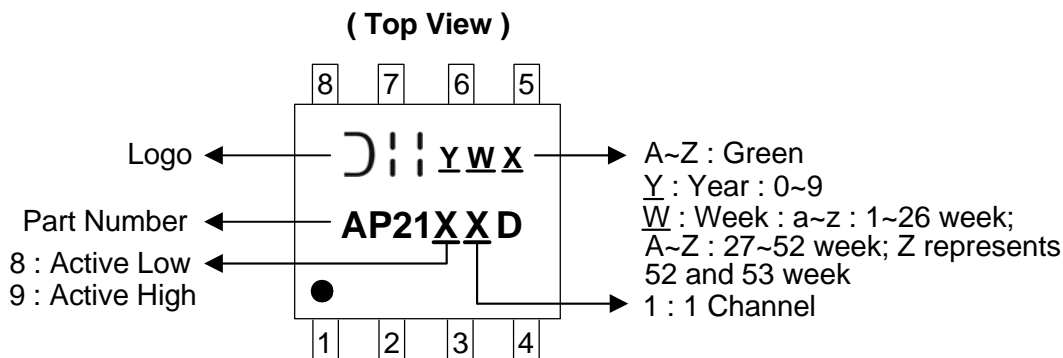 ( Top View )
8 7 6 5
Logo
Y W X
A~Z : Green
Y : Year : 0~9
W : Week : a~z : 1~26 week;
A~Z : 27~52 week; Z represents
52 and 53 week
Part Number
AP21X X D
8 : Active Low
9 : Active High
1 : 1 Channel
1 2 3 4